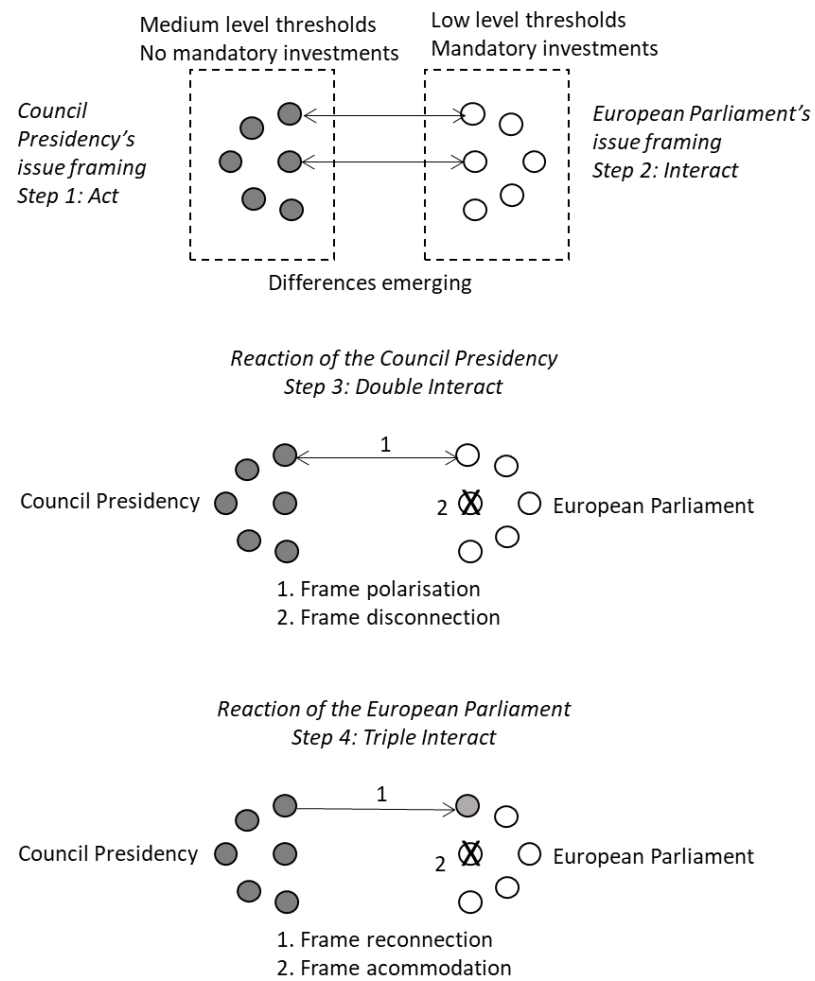 Medium level thresholds
No mandatory investments
Low level thresholds
Mandatory investments
Council
Presidency's
issue framing
Step 1: Act
European Parliament's
issue framing
Step 2: Interact
Differences emerging
Reaction of the Council Presidency
Step 3: Double Interact
1
Council Presidency
2 X
European Parliament
1. Frame polarisation
2. Frame disconnection
Reaction of the European Parliament
Step 4: Triple Interact
1
Council Presidency
2 X
European Parliament
1. Frame reconnection
2. Frame acommodation